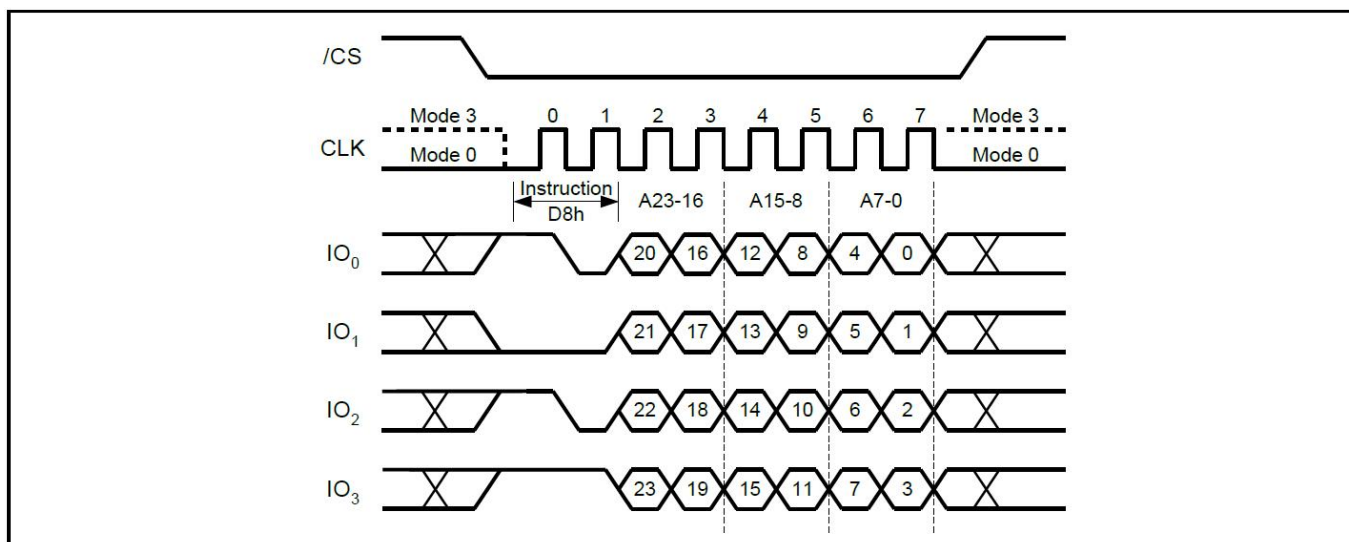 /CS
Mode 3 0 1 2 3 4 5 6 7 Mode 3
CLK
Mode 0 Mode 0
Instruction
D8h A23-16 A15-8 A7-0
IO0 20 16 12 8 4 0
IO1 21 17 13 9 5 1
IO2 22 18 14 10 6 2
IO3 23 19 15 11 7 3